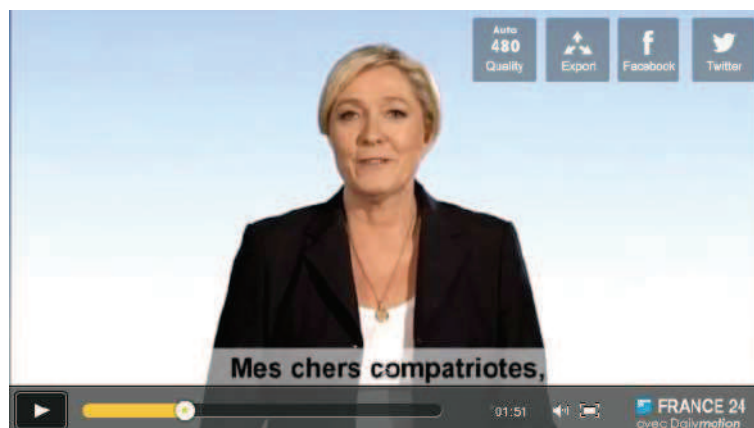 Auto
480
Quality
Export
Facebook
Twitter
Mes chers compatriotes,
01:51
FRANCE 24
avec Dailymotion